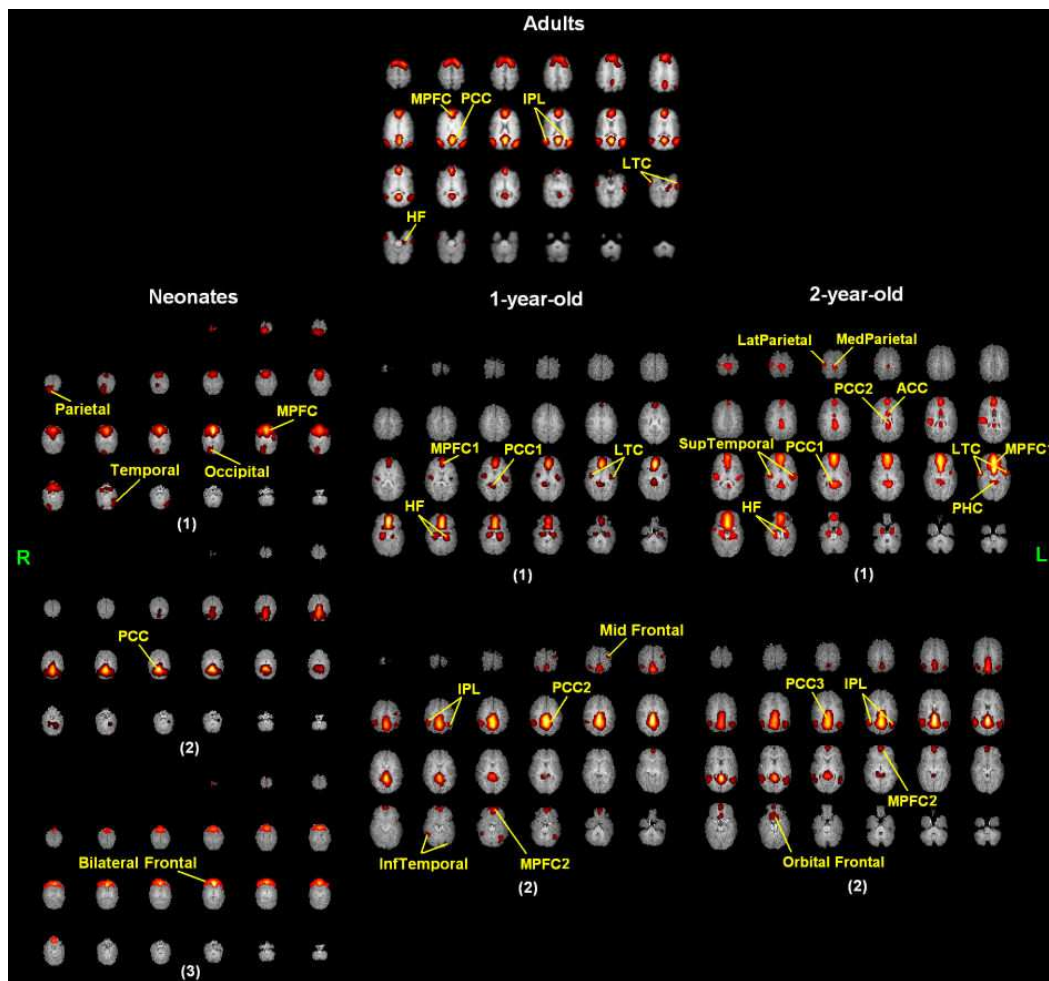 Adults
MPFC PCC IPL
LTC
HF
Neonates
Parietal
MPFC
Temporal Occipital
(1)
R
PCC
(2)
Bilateral Frontal
(3)
1-year-old
MPFC1 PCC1 LTC
HF
(1)
Mid Frontal
IPL PCC2
InfTemporal MPFC2
(2)
2-year-old
LatParietal MedParietal
PCC2 ACC
SupTemporal PCC1 LTC MPFC1
PHC
HF
(1)
L
PCC3 IPL
MPFC2
Orbital Frontal
(2)